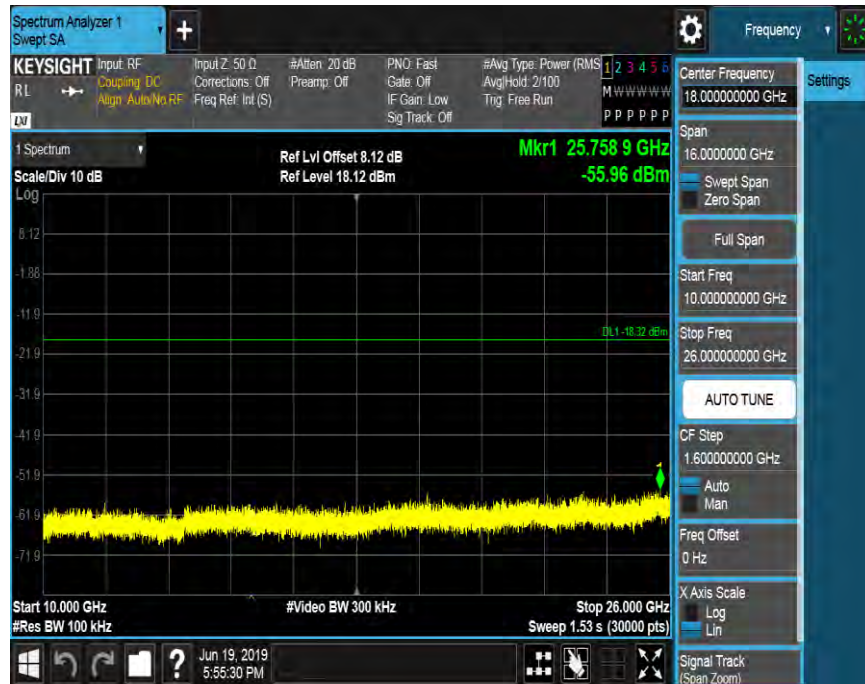 Spectrum Analyzer 1
Swept SA
+
Frequency
KEYSIGHT
RL
LXI
Input: RF
Coupling: DC
Align: Auto/No RF
Input Z: 50 Ω
Corrections: Off
Freq Ref: Int (S)
#Atten: 20 dB
Preamp: Off
PNO: Fast
Gate: Off
IF Gain: Low
Sig Track: Off
#Avg Type: Power (RMS
Avg|Hold: 2/100
Trig: Free Run
1 2 3 4 5 6
M W W W W W
P P P P P P
Settings
Center Frequency
18.000000000 GHz
Span
16.0000000 GHz
Swept Span
Zero Span
Full Span
Start Freq
10.000000000 GHz
Stop Freq
26.000000000 GHz
AUTO TUNE
CF Step
1.600000000 GHz
Auto
Man
Freq Offset
0 Hz
X Axis Scale
Log
Lin
Signal Track
(Span Zoom)
1 Spectrum
Scale/Div 10 dB
Ref Lvl Offset 8.12 dB
Ref Level 18.12 dBm
Mkr1 25.758 9 GHz
-55.96 dBm
Log
8.12
-1.88
-11.9
DL1 -18.32 dBm
-21.9
-31.9
-41.9
-51.9
1
-61.9
-71.9
Start 10.000 GHz
#Res BW 100 kHz
#Video BW 300 kHz
Stop 26.000 GHz
Sweep 1.53 s (30000 pts)
?
Jun 19, 2019
5:55:30 PM